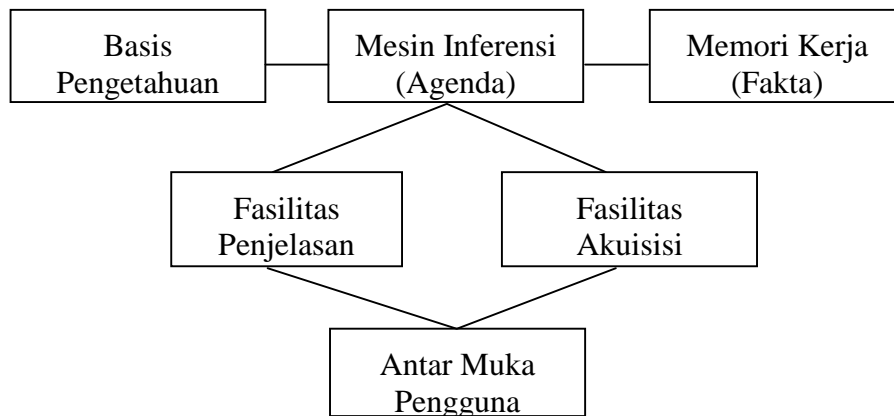 Basis
Pengetahuan
Mesin Inferensi
(Agenda)
Memori Kerja
(Fakta)
Fasilitas
Penjelasan
Fasilitas
Akuisisi
Antar Muka
Pengguna